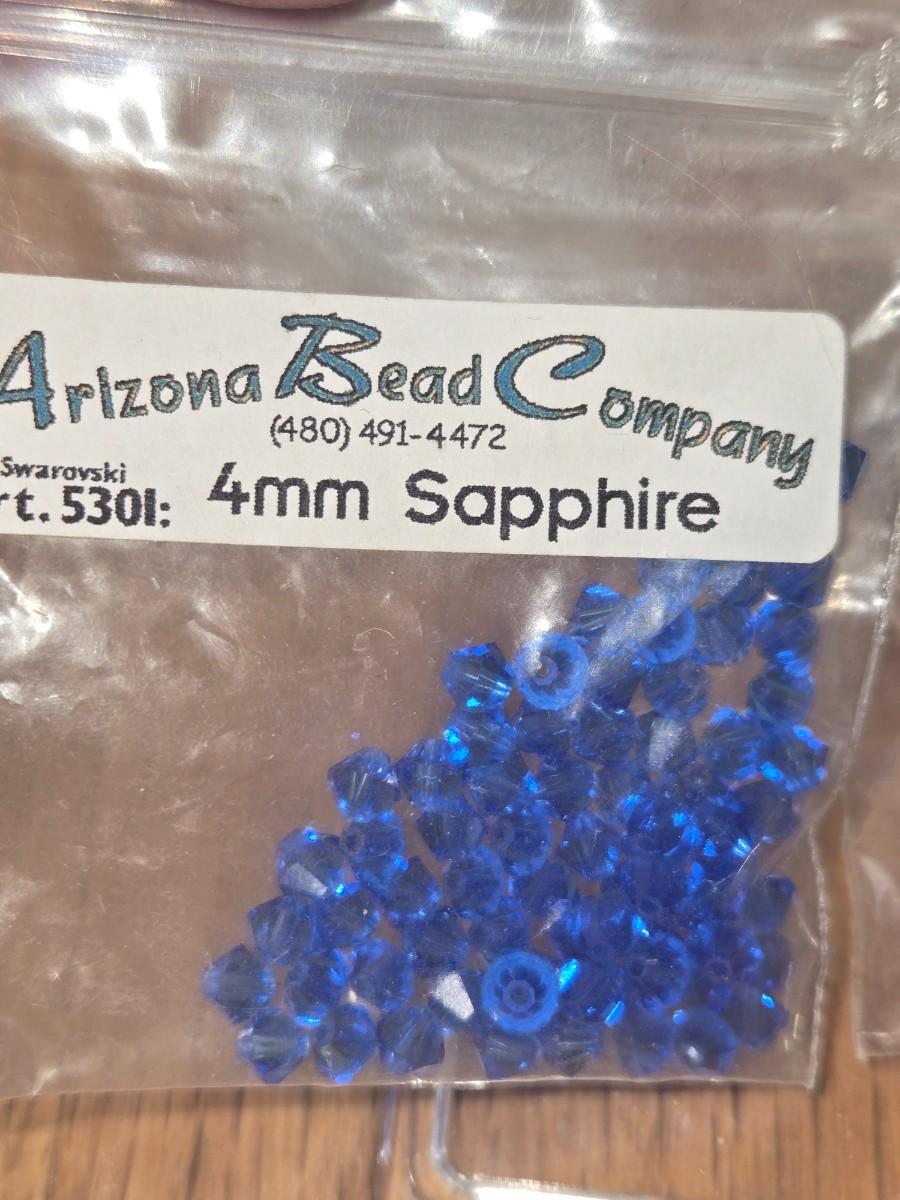 Arizona Bead Company
(480) 491-4472
Swarovski
rt. 5301: 4mm Sapphire